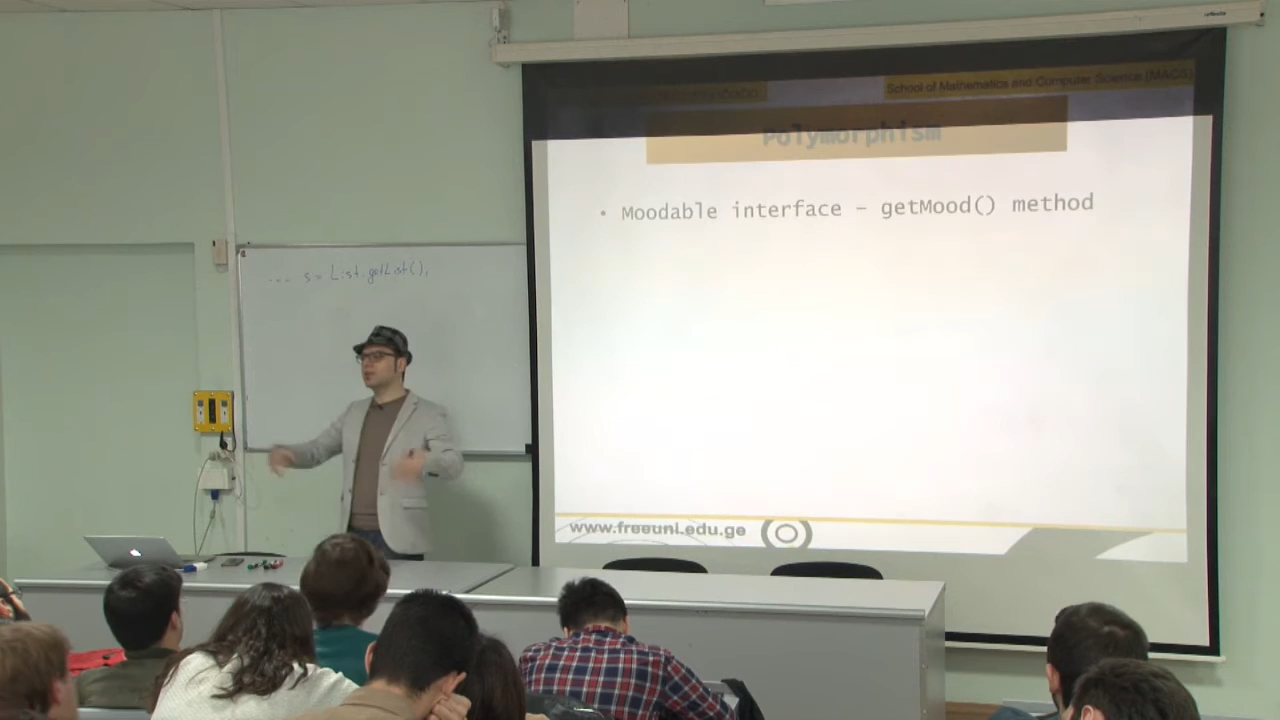 School of Mathematics and Computer Science (MACS)
Polymorphism
• Moodable interface – getMood() method
... s = List.getList();
www.freeuni.edu.ge